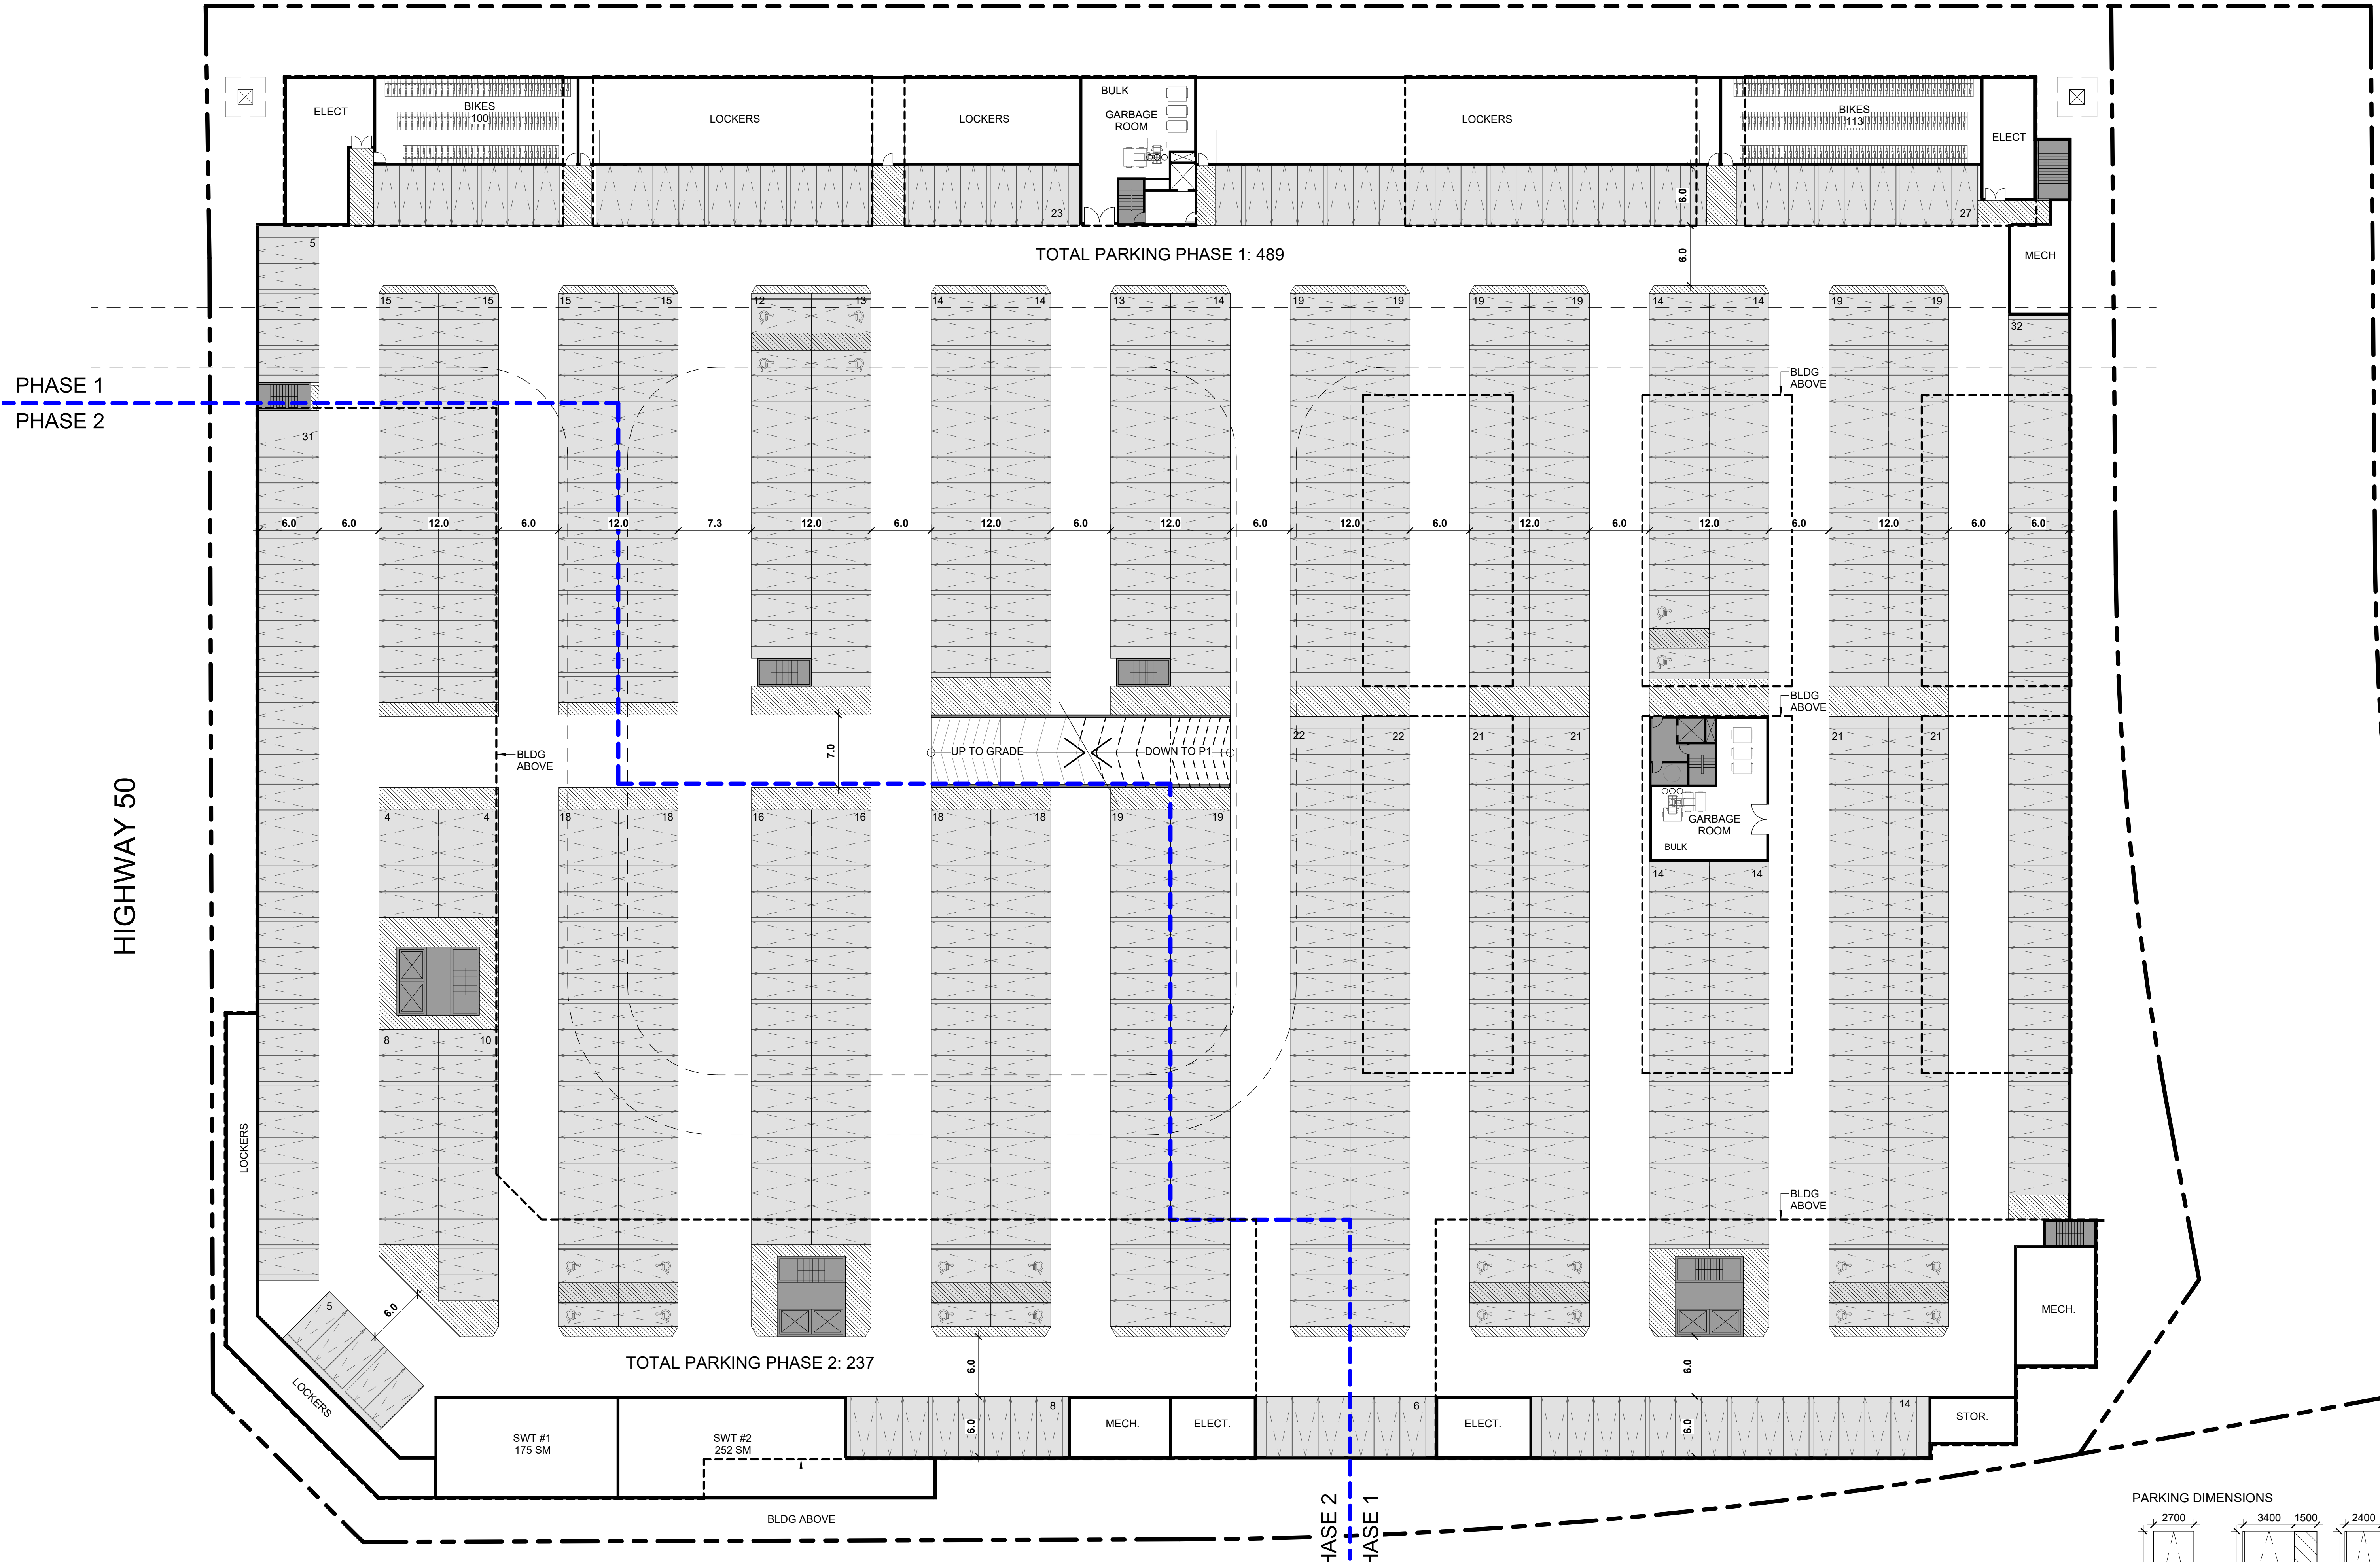 ELECT
BIKES
100
LOCKERS
LOCKERS
BULK
GARBAGE
ROOM
LOCKERS
BIKES
113
ELECT
6.0
23
27
5
TOTAL PARKING PHASE 1: 489
6.0
MECH
15 15 15 15 12 13 14 14 13 14 19 19 19 19 14 14 19 19
32
PHASE 1
PHASE 2
BLDG
ABOVE
31
6.0 6.0 12.0 6.0 12.0 7.3 12.0 6.0 12.0 6.0 12.0 6.0 12.0 6.0 12.0 6.0 12.0 6.0 12.0 6.0 6.0
BLDG
ABOVE
BLDG
ABOVE
7.0
UP TO GRADE
DOWN TO P1
22 22 21 21 21 21
HIGHWAY 50
4 4 18 18 16 16 18 18 19 19
GARBAGE
ROOM
BULK
14 14
8 10
LOCKERS
BLDG
ABOVE
5
6.0
MECH.
TOTAL PARKING PHASE 2: 237
6.0
6.0
LOCKERS
SWT #1
175 SM
SWT #2
252 SM
8
6.0
MECH.
ELECT.
6
ELECT.
6.0
14
STOR.
BLDG ABOVE
HASE 2
HASE 1
PARKING DIMENSIONS
2700
3400
1500
2400